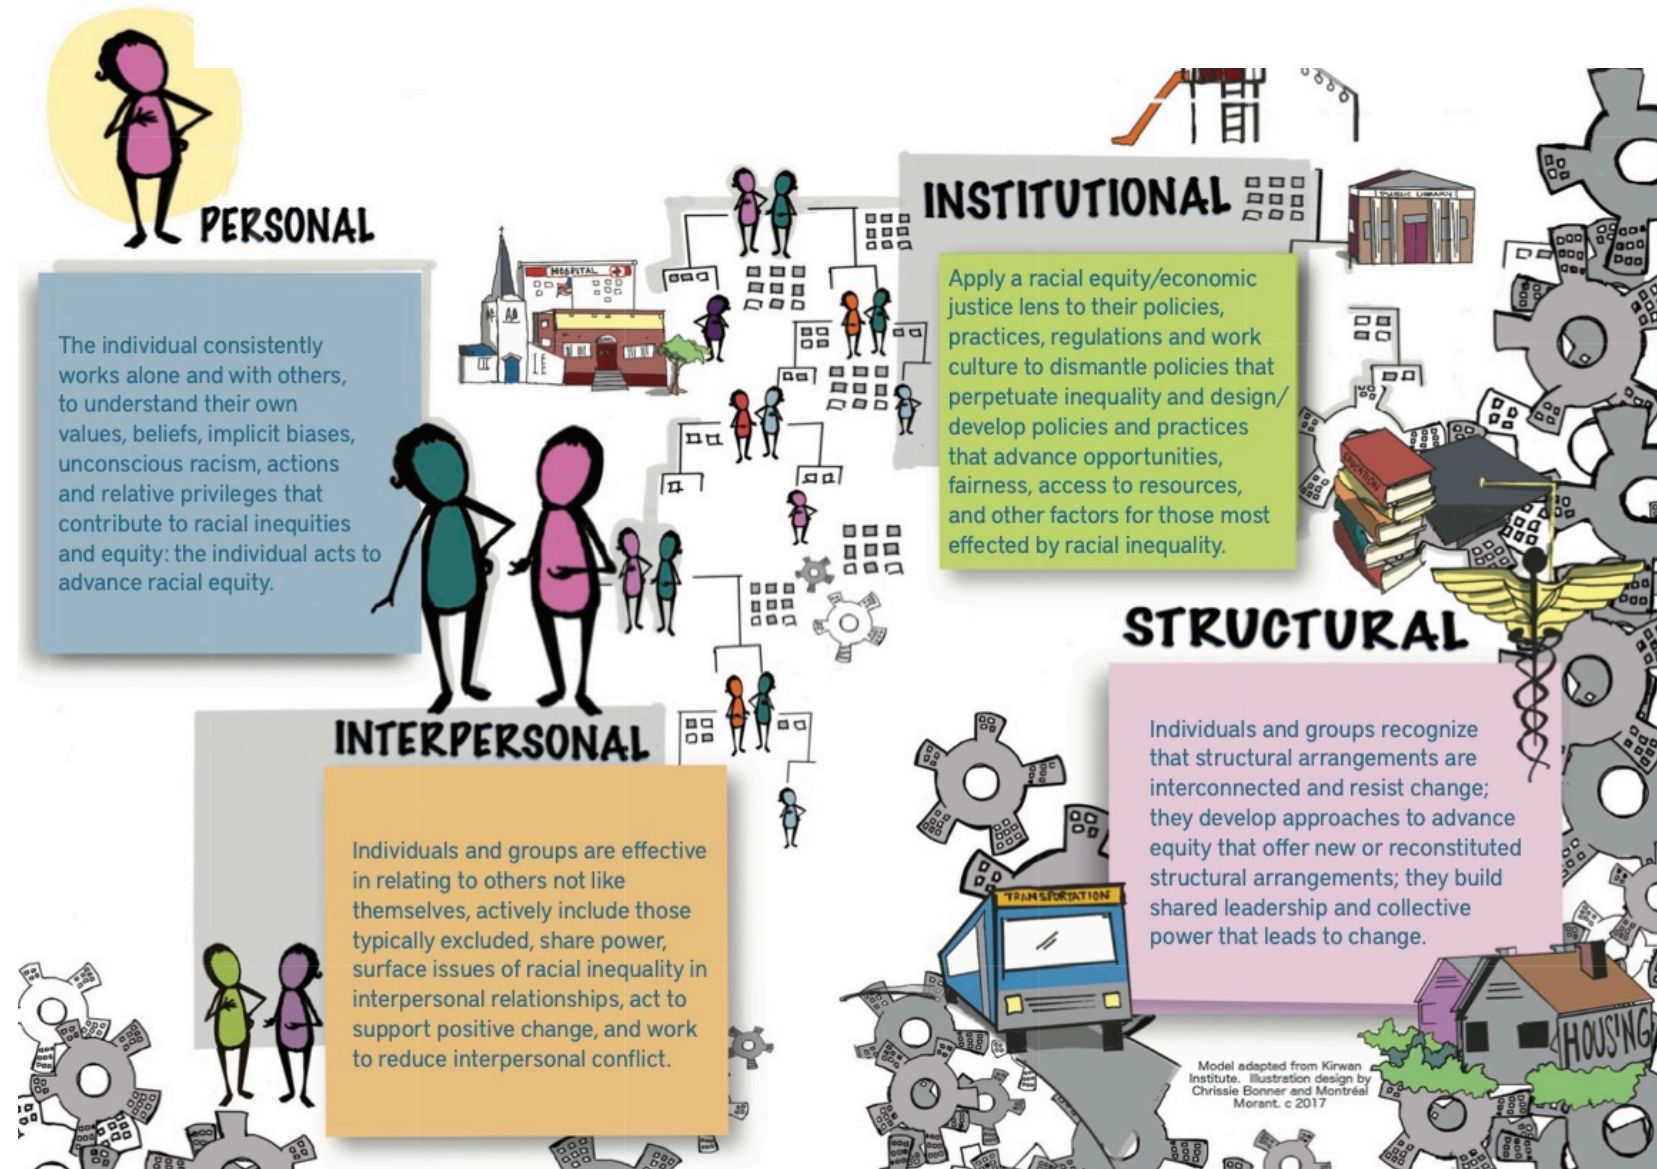 PERSONAL
The individual consistently
works alone and with others,
to understand their own
values, beliefs, implicit biases,
unconscious racism, actions
and relative privileges that
contribute to racial inequities
and equity: the individual acts to
advance racial equity.
HOSPITAL
INTERPERSONAL
Individuals and groups are effective
in relating to others not like
themselves, actively include those
typically excluded, share power,
surface issues of racial inequality in
interpersonal relationships, act to
support positive change, and work
to reduce interpersonal conflict.
INSTITUTIONAL
Apply a racial equity/economic
justice lens to their policies,
practices, regulations and work
culture to dismantle policies that
perpetuate inequality and design/
develop policies and practices
that advance opportunities,
fairness, access to resources,
and other factors for those most
effected by racial inequality.
PUBLIC LIBRARY
EDUCATION
STRUCTURAL
Individuals and groups recognize
that structural arrangements are
interconnected and resist change;
they develop approaches to advance
equity that offer new or reconstituted
structural arrangements; they build
shared leadership and collective
power that leads to change.
TRANSPORTATION
HOUSING
Model adapted from Kirwan
Institute. Illustration design by
Chrissie Bonner and Montréal
Morant. c 2017